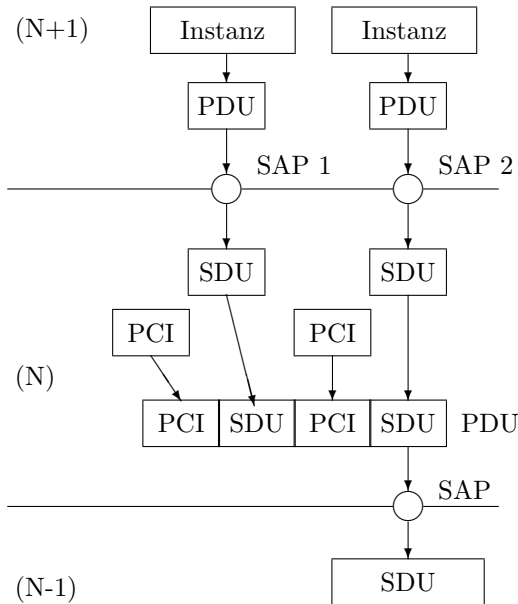 (N+1) Instanz Instanz
PDU PDU
SAP 1 SAP 2
SDU SDU
PCI PCI
(N)
PCI SDU PCI SDU PDU
SAP
(N-1) SDU